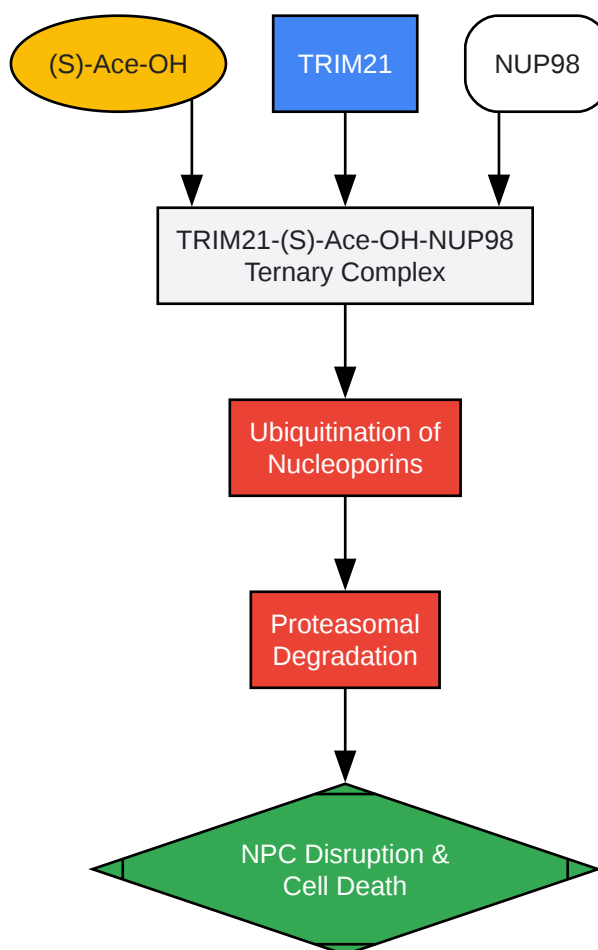 (S)-Ace-OH
TRIM21
NUP98
TRIM21-(S)-Ace-OH-NUP98
Ternary Complex
Ubiquitination of
Nucleoporins
Proteasomal
Degradation
NPC Disruption &
Cell Death